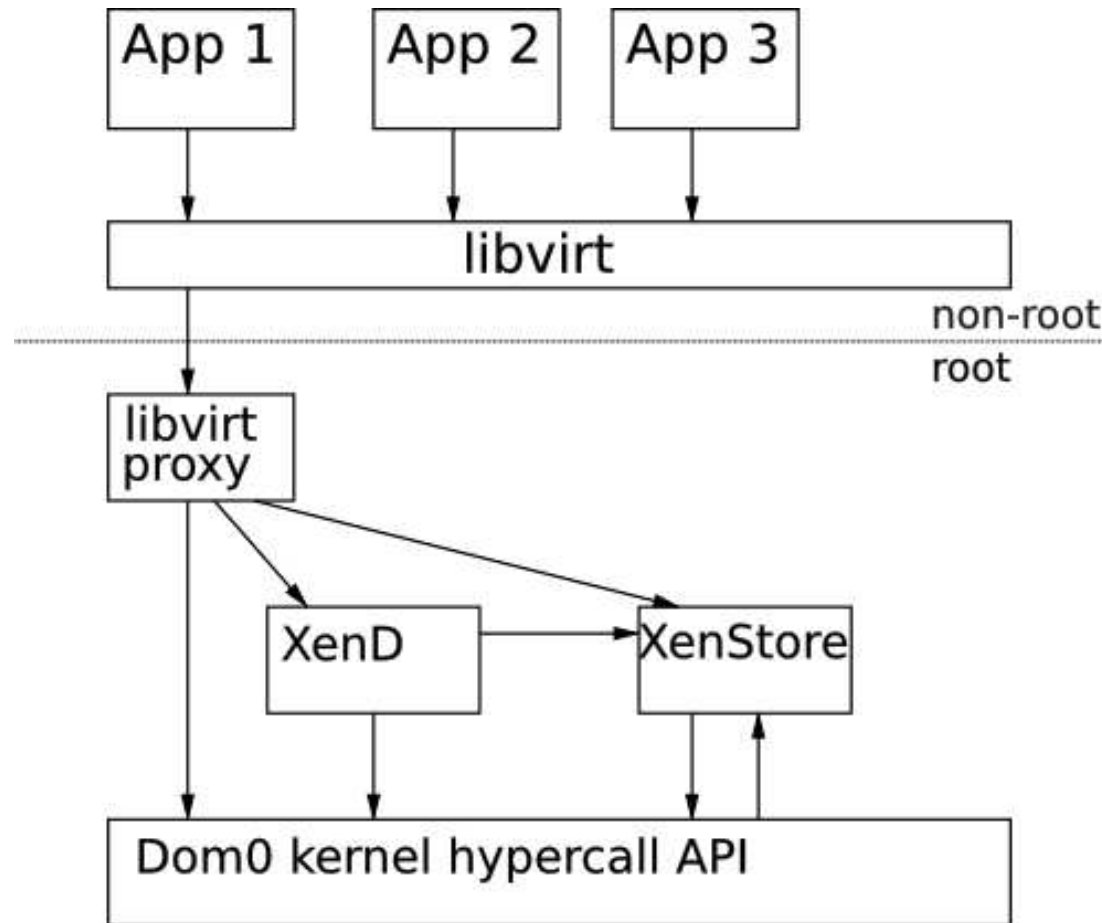 App 1
App 2
App 3
libvirt
non-root
root
libvirt
proxy
XenD
XenStore
Dom0 kernel hypercall API